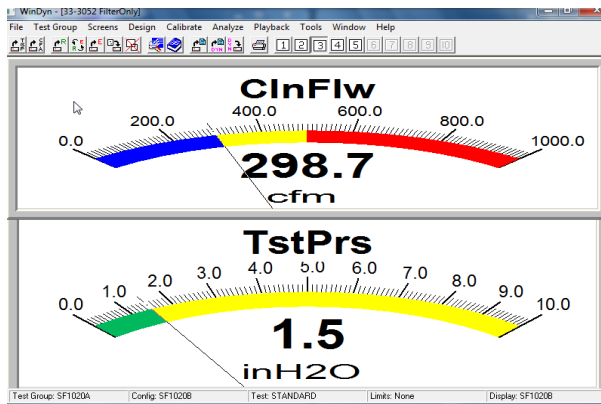 WinDyn - [33-3052 FilterOnly]
File Test Group Screens Design Calibrate Analyze Playback Tools Window Help
1 2 3 4 5 6 7 8 9 10
ClnFlw
0.0 200.0 400.0 600.0 800.0 1000.0
298.7
cfm
TstPrs
0.0 1.0 2.0 3.0 4.0 5.0 6.0 7.0 8.0 9.0 10.0
1.5
inH2O
Test Group: SF1020A Config: SF1020B Test: STANDARD Limits: None Display: SF1020B